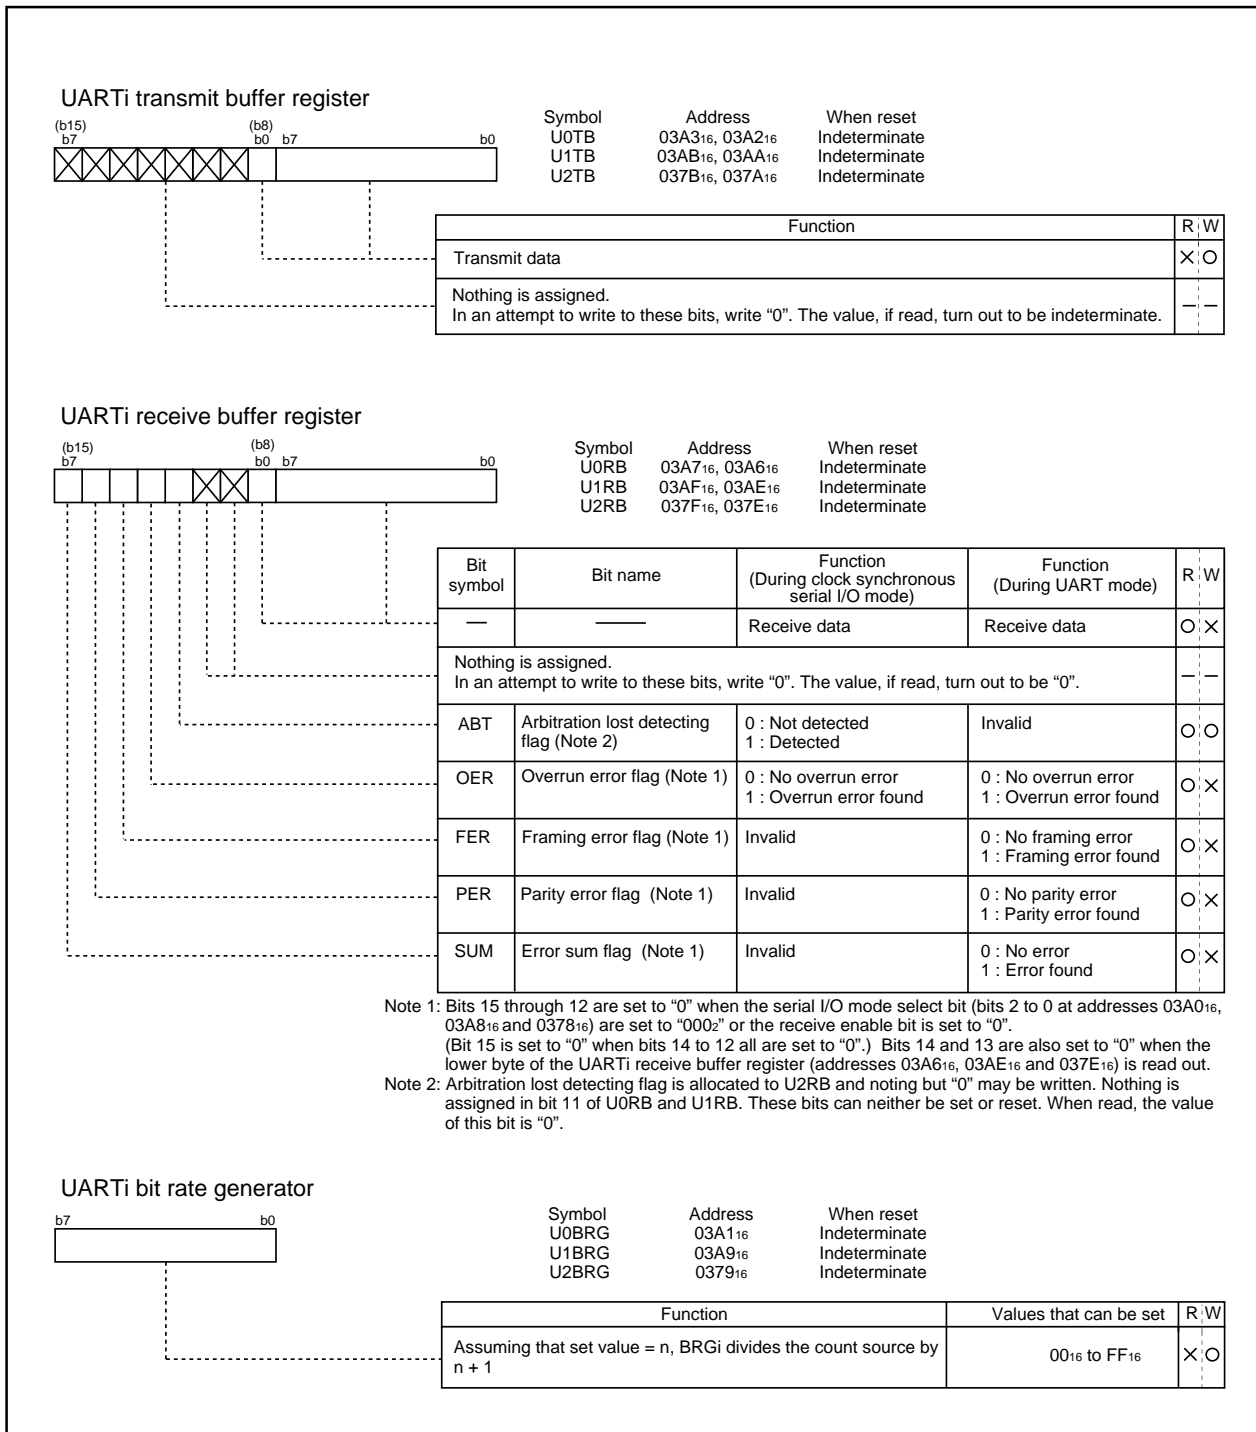 UARTi transmit buffer register
(b15) (b8)
b7 b0 b7 b0
Symbol Address When reset
U0TB 03A316, 03A216 Indeterminate
U1TB 03AB16, 03AA16 Indeterminate
U2TB 037B16, 037A16 Indeterminate
Function R W
Transmit data × ○
Nothing is assigned.
In an attempt to write to these bits, write “0”. The value, if read, turn out to be indeterminate. — —
UARTi receive buffer register
(b15) (b8)
b7 b0 b7 b0
Symbol Address When reset
U0RB 03A716, 03A616 Indeterminate
U1RB 03AF16, 03AE16 Indeterminate
U2RB 037F16, 037E16 Indeterminate
Bit symbol Bit name Function (During clock synchronous serial I/O mode) Function (During UART mode) R W
— — Receive data Receive data ○ ×
Nothing is assigned.
In an attempt to write to these bits, write “0”. The value, if read, turn out to be “0”. — —
ABT Arbitration lost detecting flag (Note 2) 0 : Not detected 1 : Detected Invalid ○ ○
OER Overrun error flag (Note 1) 0 : No overrun error 1 : Overrun error found 0 : No overrun error 1 : Overrun error found ○ ×
FER Framing error flag (Note 1) Invalid 0 : No framing error 1 : Framing error found ○ ×
PER Parity error flag (Note 1) Invalid 0 : No parity error 1 : Parity error found ○ ×
SUM Error sum flag (Note 1) Invalid 0 : No error 1 : Error found ○ ×
Note 1: Bits 15 through 12 are set to “0” when the serial I/O mode select bit (bits 2 to 0 at addresses 03A016,
03A816 and 037816) are set to “0002” or the receive enable bit is set to “0”.
(Bit 15 is set to “0” when bits 14 to 12 all are set to “0”.) Bits 14 and 13 are also set to “0” when the
lower byte of the UARTi receive buffer register (addresses 03A616, 03AE16 and 037E16) is read out.
Note 2: Arbitration lost detecting flag is allocated to U2RB and noting but “0” may be written. Nothing is
assigned in bit 11 of U0RB and U1RB. These bits can neither be set or reset. When read, the value
of this bit is “0”.
UARTi bit rate generator
b7 b0
Symbol Address When reset
U0BRG 03A116 Indeterminate
U1BRG 03A916 Indeterminate
U2BRG 037916 Indeterminate
Function Values that can be set R W
Assuming that set value = n, BRGi divides the count source by
n + 1 0016 to FF16 × ○